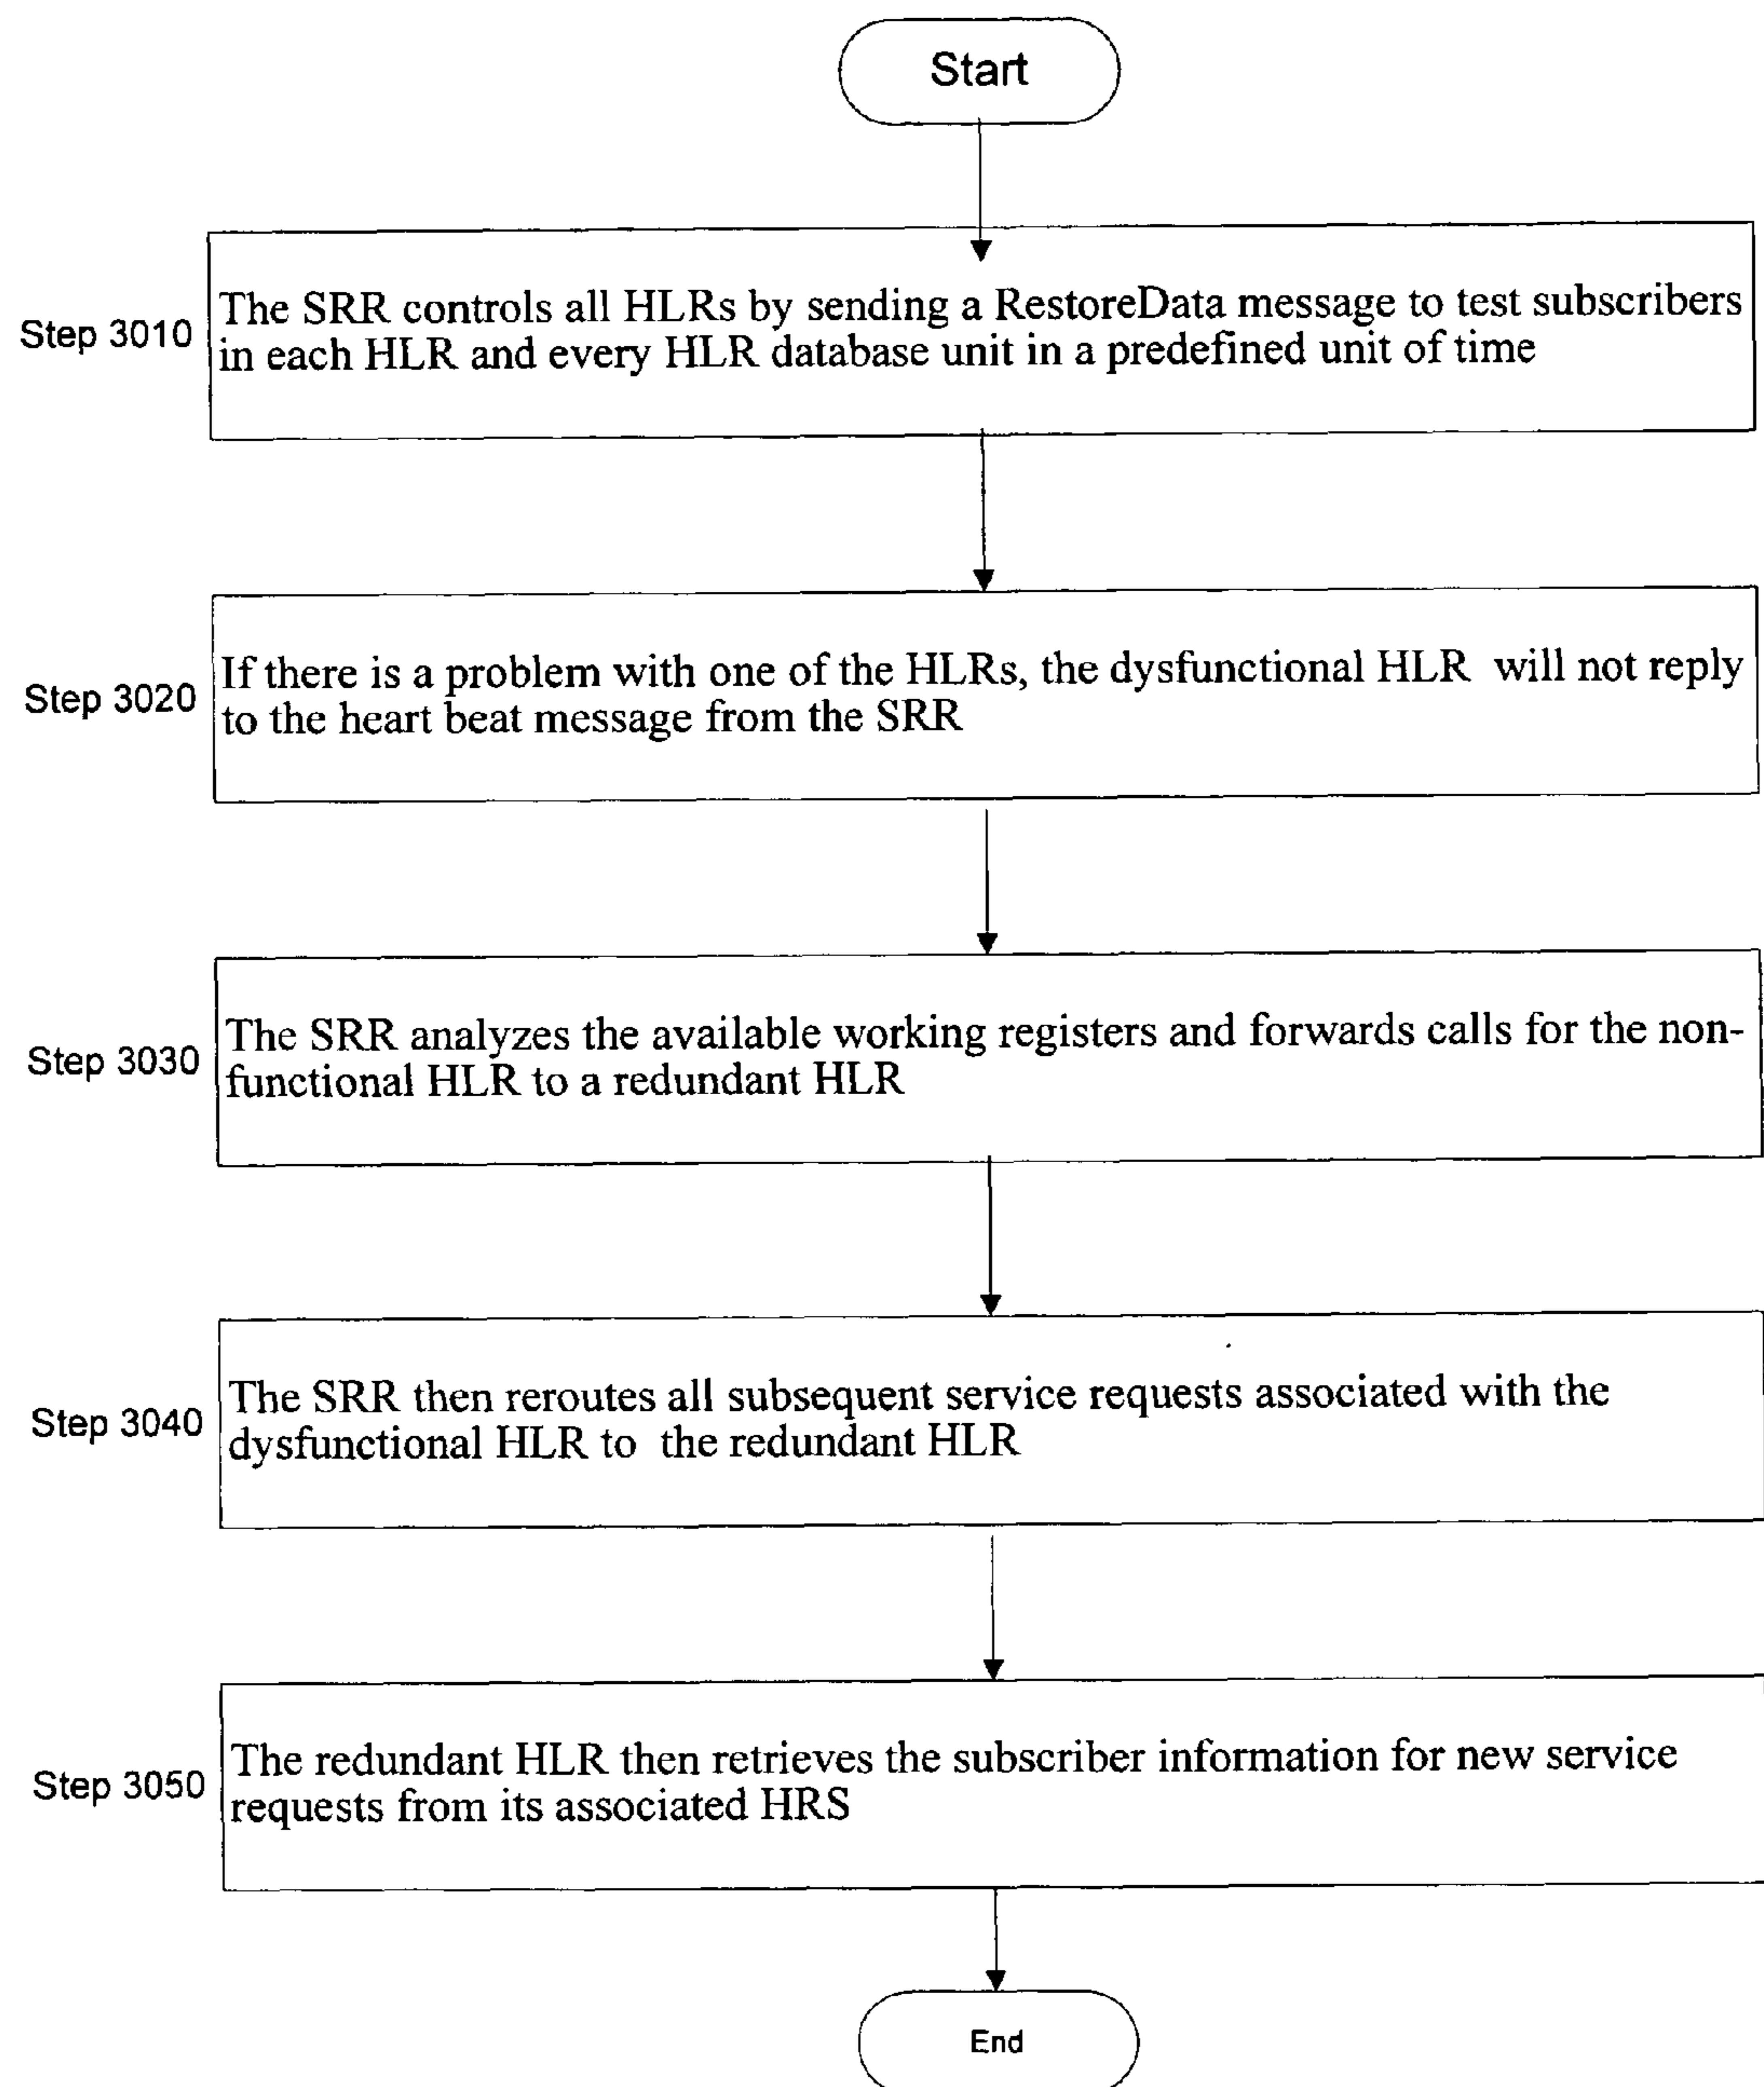 Start
Step 3010
The SRR controls all HLRs by sending a RestoreData message to test subscribers
in each HLR and every HLR database unit in a predefined unit of time
Step 3020
If there is a problem with one of the HLRs, the dysfunctional HLR will not reply
to the heart beat message from the SRR
Step 3030
The SRR analyzes the available working registers and forwards calls for the non-
functional HLR to a redundant HLR
Step 3040
The SRR then reroutes all subsequent service requests associated with the
dysfunctional HLR to the redundant HLR
Step 3050
The redundant HLR then retrieves the subscriber information for new service
requests from its associated HRS
End